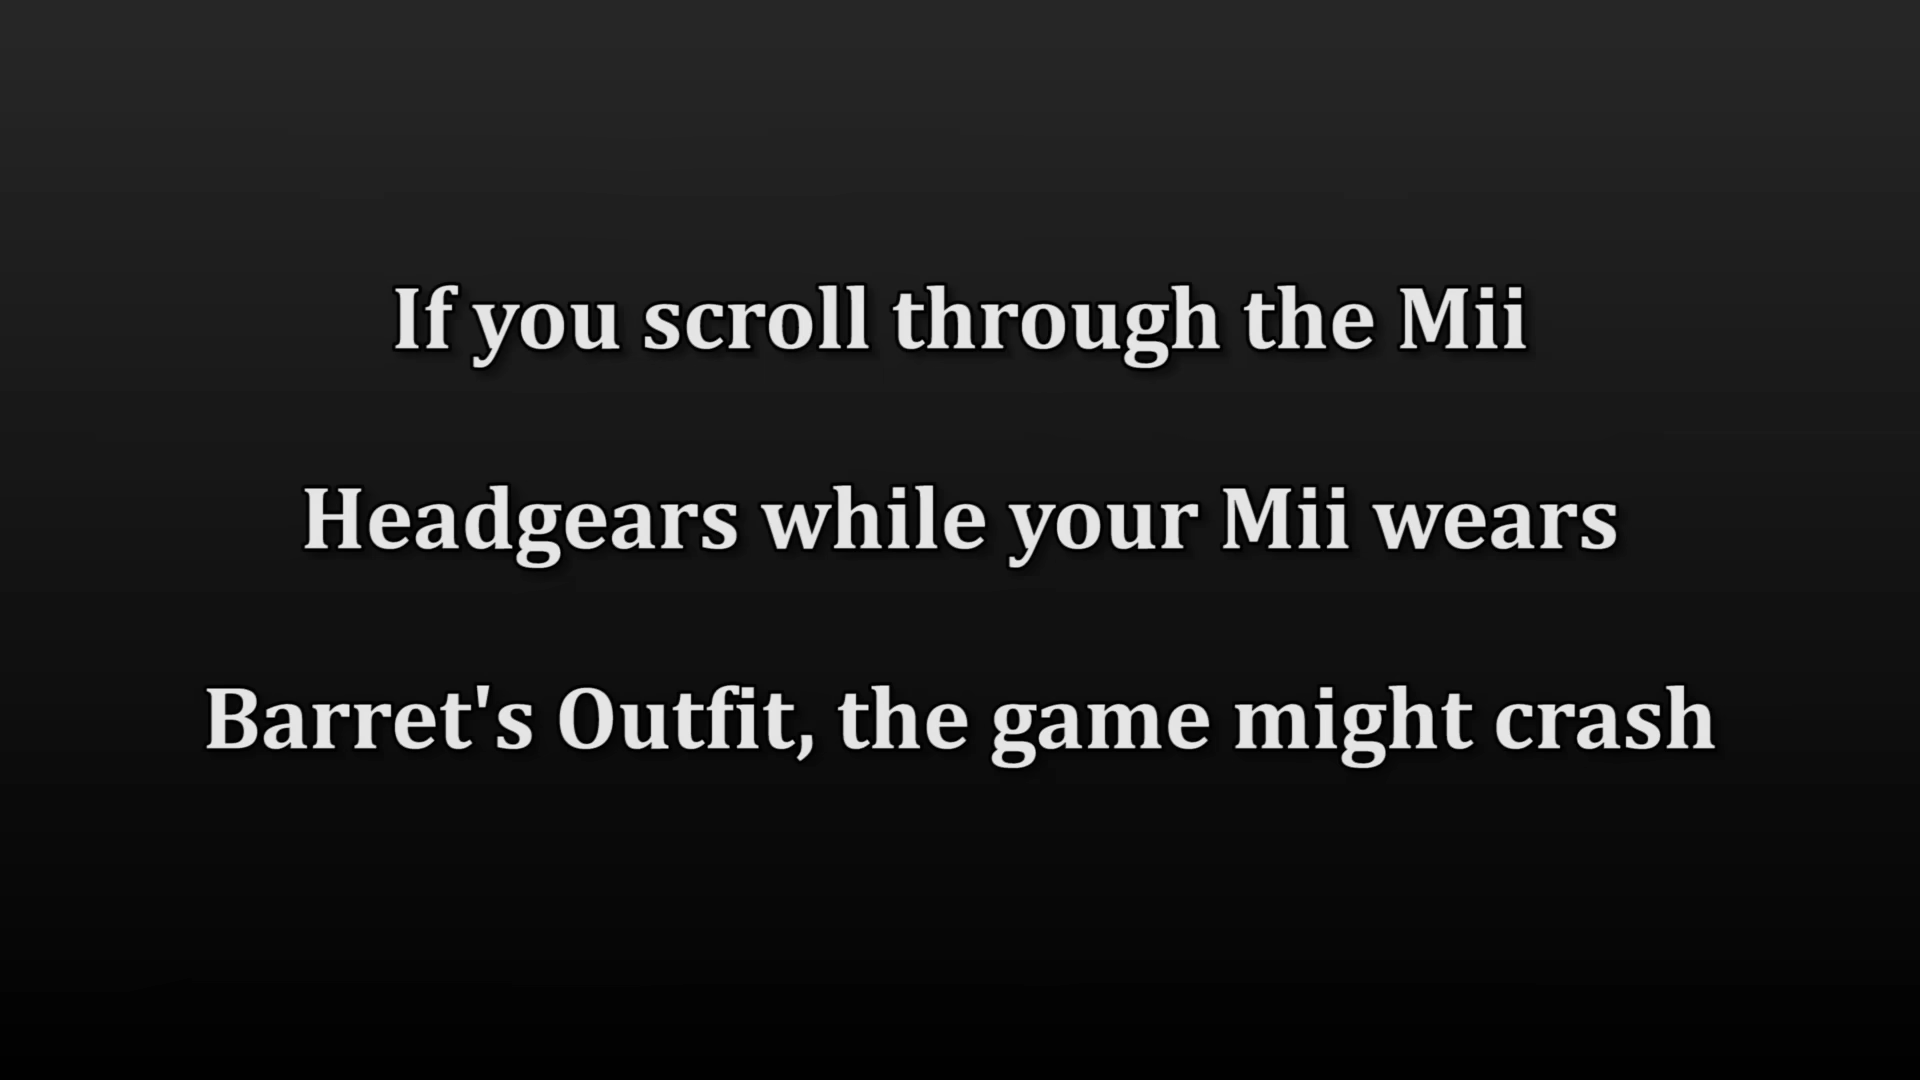 If you scroll through the Mii
Headgears while your Mii wears
Barret's Outfit, the game might crash